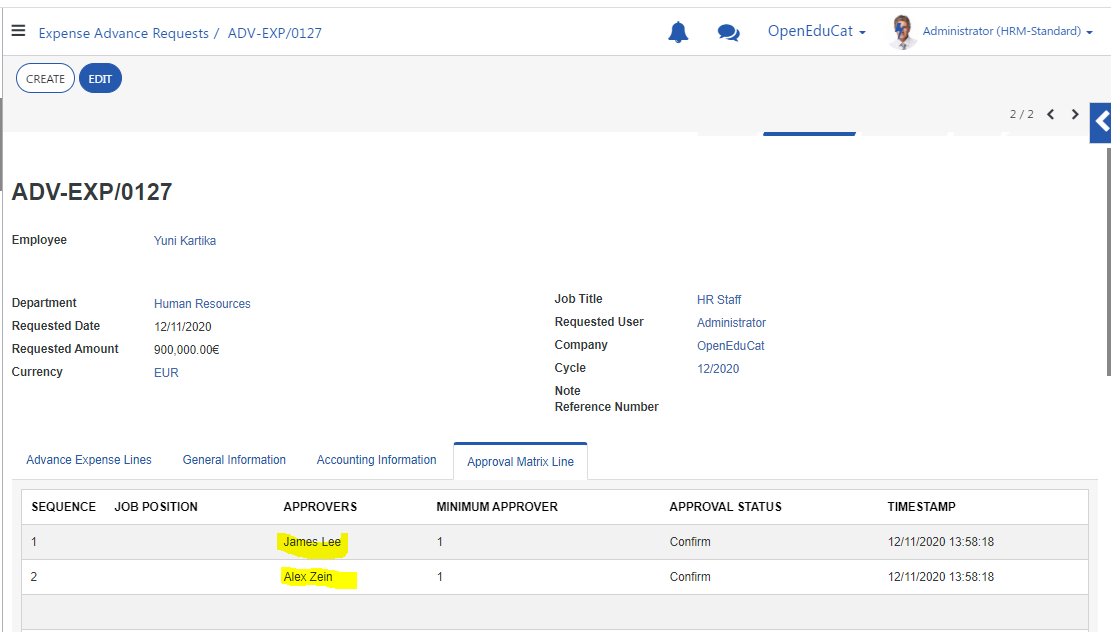 Expense Advance Requests / ADV-EXP/0127
OpenEduCat
Administrator (HRM-Standard)
CREATE
EDIT
2 / 2
ADV-EXP/0127
Employee Yuni Kartika
Department Human Resources
Requested Date 12/11/2020
Requested Amount 900,000.00€
Currency EUR
Job Title HR Staff
Requested User Administrator
Company OpenEduCat
Cycle 12/2020
Note
Reference Number
Advance Expense Lines General Information Accounting Information Approval Matrix Line
SEQUENCE JOB POSITION APPROVERS MINIMUM APPROVER APPROVAL STATUS TIMESTAMP
1 James Lee 1 Confirm 12/11/2020 13:58:18
2 Alex Zein 1 Confirm 12/11/2020 13:58:18